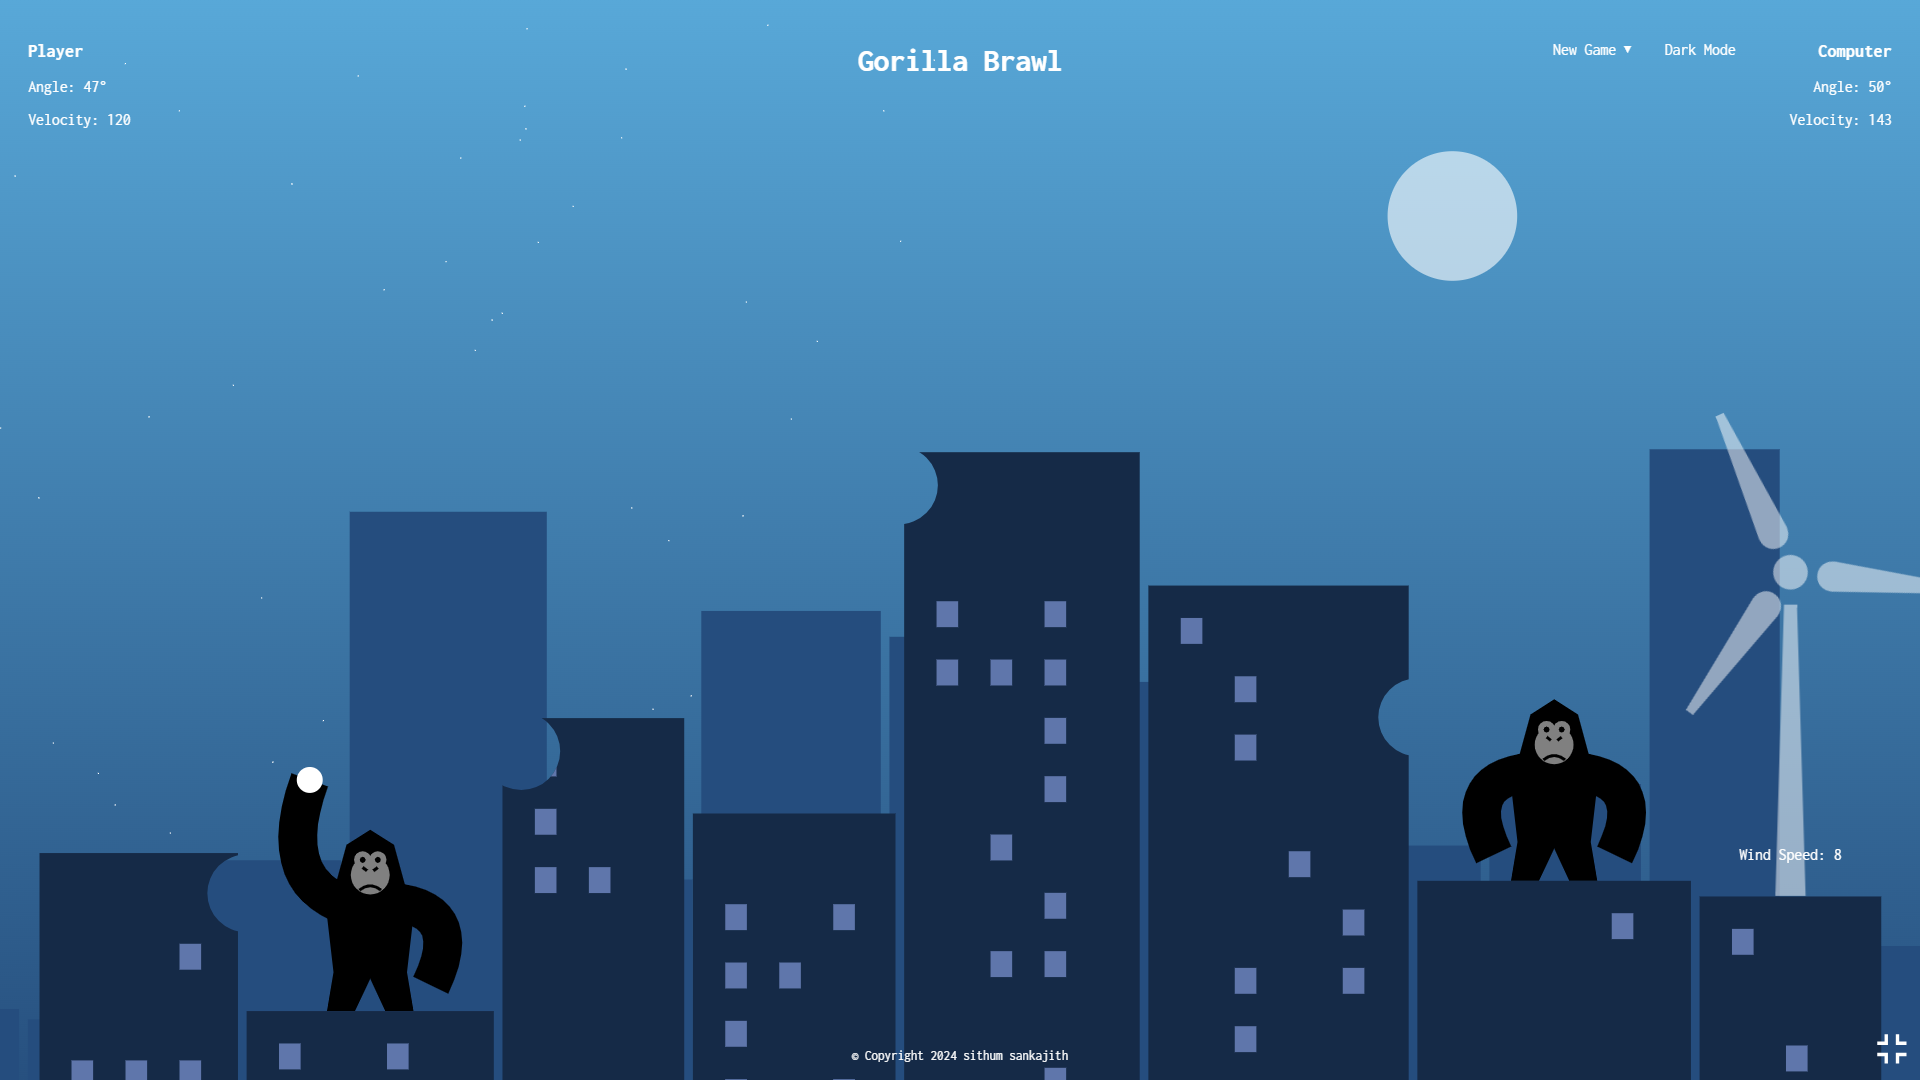 Player
Angle: 47°
Velocity: 120
Gorilla Brawl
New Game ▼ Dark Mode
Computer
Angle: 50°
Velocity: 143
Wind Speed: 8
© Copyright 2024 sithum sankajith